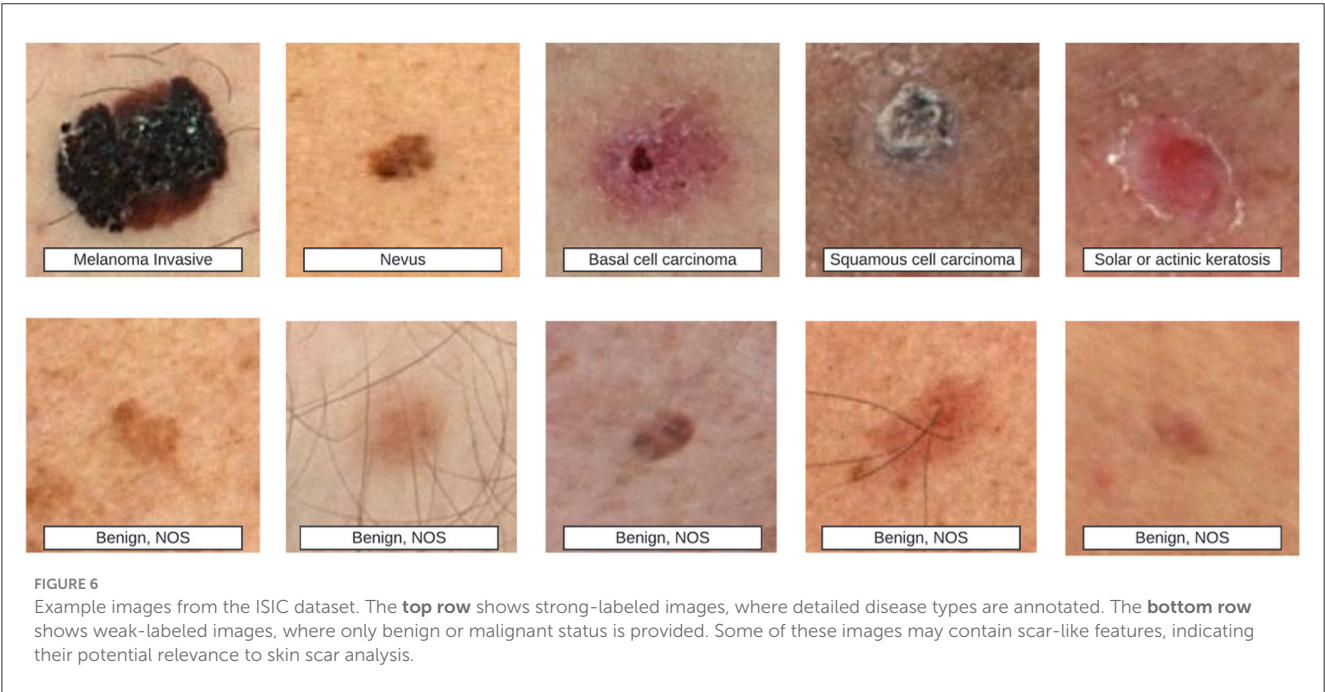 Melanoma Invasive
Nevus
Basal cell carcinoma
Squamous cell carcinoma
Solar or actinic keratosis
Benign, NOS
Benign, NOS
Benign, NOS
Benign, NOS
Benign, NOS
FIGURE 6
Example images from the ISIC dataset. The top row shows strong-labeled images, where detailed disease types are annotated. The bottom row
shows weak-labeled images, where only benign or malignant status is provided. Some of these images may contain scar-like features, indicating
their potential relevance to skin scar analysis.